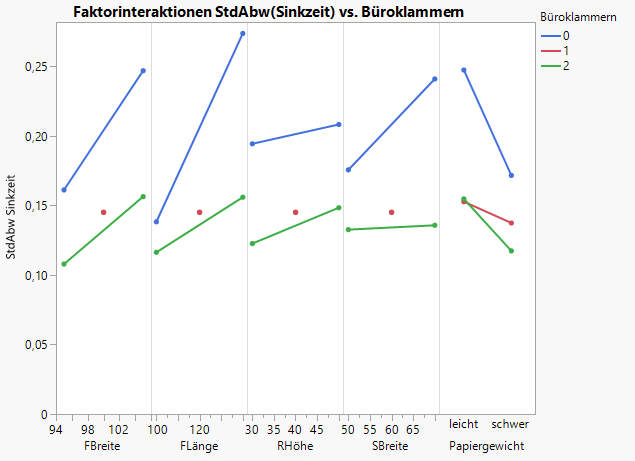 Faktorinteraktionen StdAbw(Sinkzeit) vs. Büroklammern
Büroklammern
0
1
2
StdAbw Sinkzeit
0,25
0,20
0,15
0,10
0,05
0
94 98 102 100 120 30 35 40 45 50 55 60 65 leicht schwer
FBreite FLänge RHöhe SBreite Papiergewicht